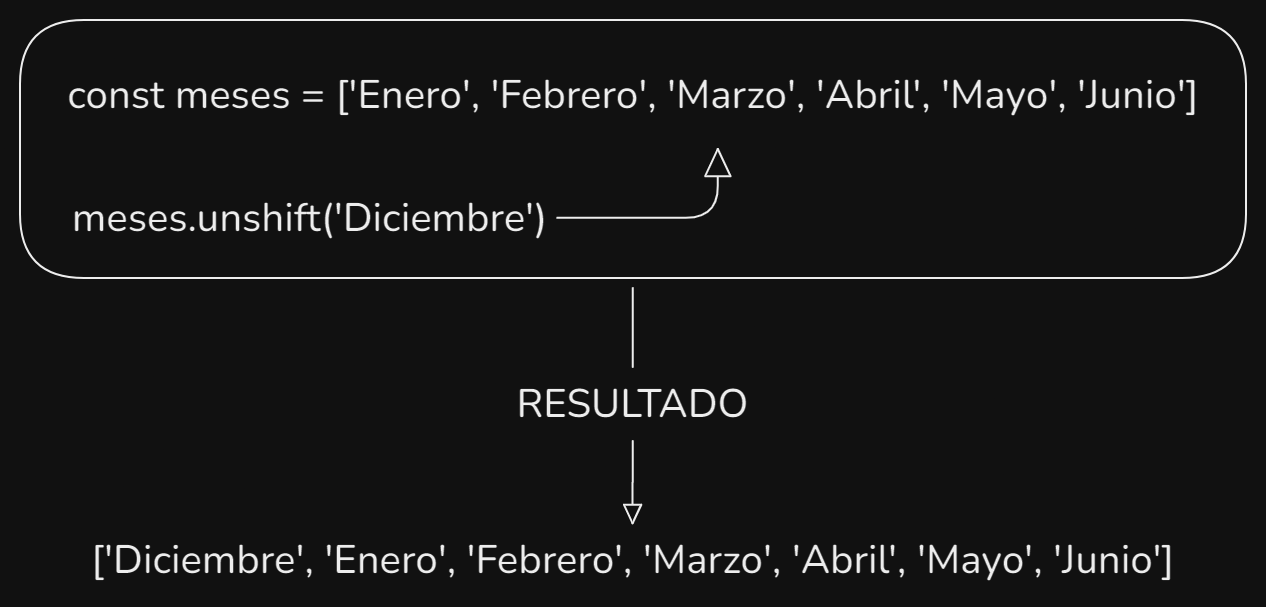 const meses = ['Enero', 'Febrero', 'Marzo', 'Abril', 'Mayo', 'Junio']
meses.unshift('Diciembre')
RESULTADO
['Diciembre', 'Enero', 'Febrero', 'Marzo', 'Abril', 'Mayo', 'Junio']